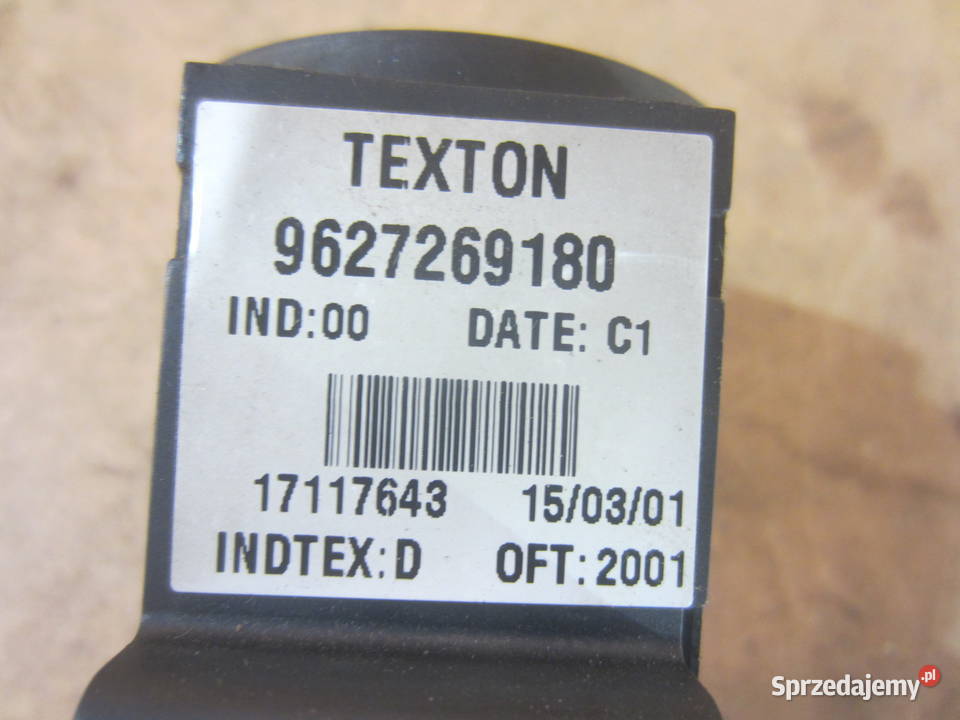 TEXTON
9627269180
IND:00 DATE: C1
17117643 15/03/01
INDTEX:D OFT:2001
Sprzedajemy.pl